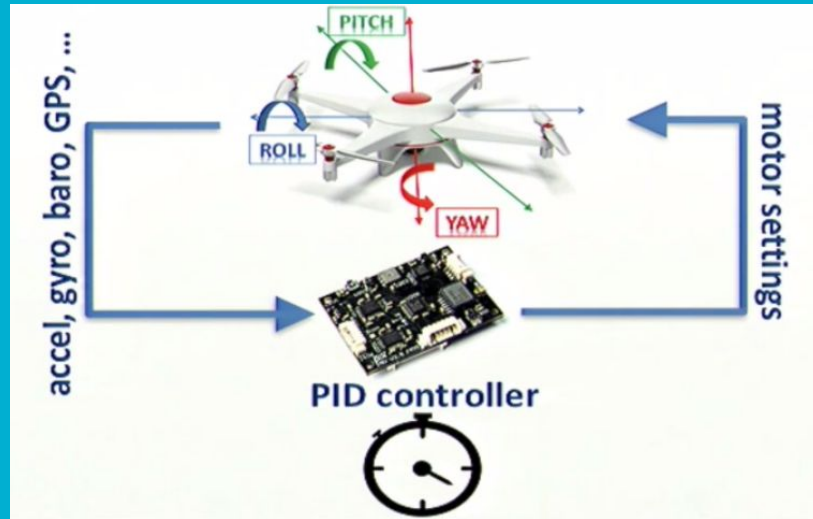 PITCH
ROLL
YAW
accel, gyro, baro, GPS, ...
motor settings
PID controller